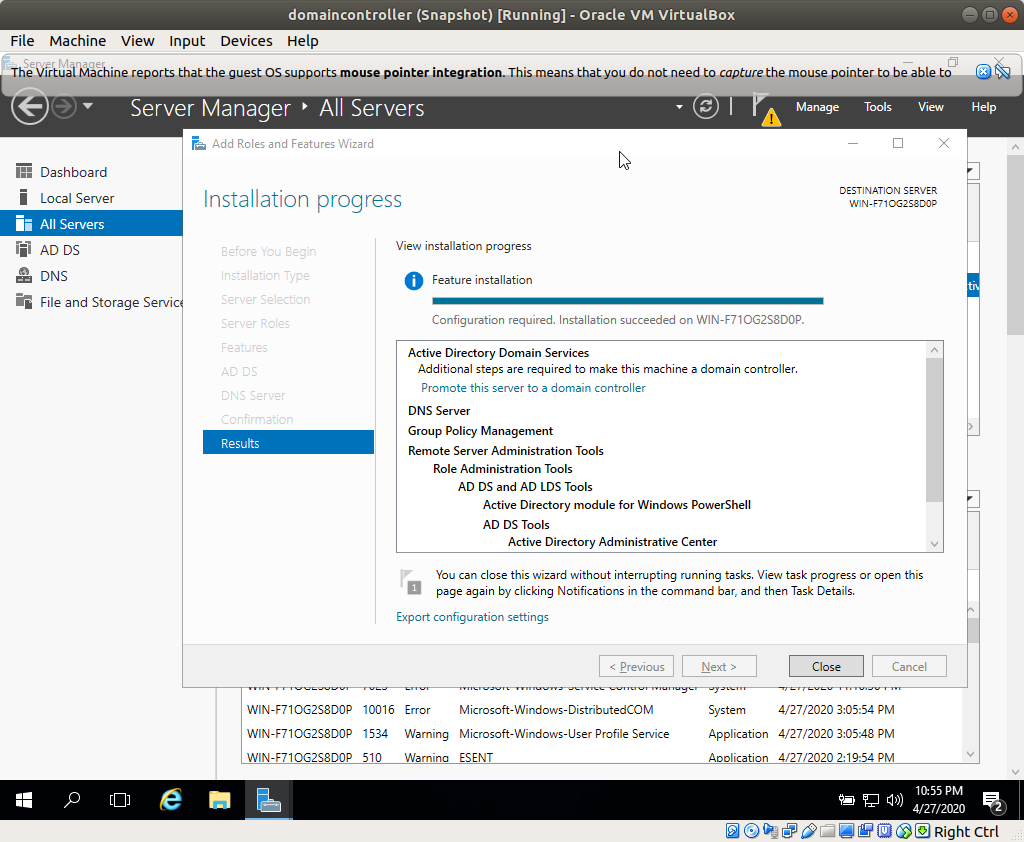 domaincontroller (Snapshot) [Running] - Oracle VM VirtualBox
File Machine View Input Devices Help
Server Manager
The Virtual Machine reports that the guest OS supports mouse pointer integration. This means that you do not need to capture the mouse pointer to be able to
Server Manager All Servers
Manage Tools View Help
Add Roles and Features Wizard
Dashboard
Local Server
All Servers
AD DS
DNS
File and Storage Service
Installation progress
DESTINATION SERVER
WIN-F71OG2S8D0P
Before You Begin
Installation Type
Server Selection
Server Roles
Features
AD DS
DNS Server
Confirmation
Results
View installation progress
Feature installation
Configuration required. Installation succeeded on WIN-F71OG2S8D0P.
Active Directory Domain Services
Additional steps are required to make this machine a domain controller.
Promote this server to a domain controller
DNS Server
Group Policy Management
Remote Server Administration Tools
Role Administration Tools
AD DS and AD LDS Tools
Active Directory module for Windows PowerShell
AD DS Tools
Active Directory Administrative Center
1
You can close this wizard without interrupting running tasks. View task progress or open this
page again by clicking Notifications in the command bar, and then Task Details.
Export configuration settings
< Previous Next > Close Cancel
WIN-F71OG2S8D0P Error Microsoft-Windows-Service Control Manager System
WIN-F71OG2S8D0P 10016 Error Microsoft-Windows-DistributedCOM System 4/27/2020 3:05:54 PM
WIN-F71OG2S8D0P 1534 Warning Microsoft-Windows-User Profile Service Application 4/27/2020 3:05:48 PM
WIN-F71OG2S8D0P 510 Warning ESENT Application 4/27/2020 2:19:54 PM
10:55 PM
4/27/2020
2
Right Ctrl